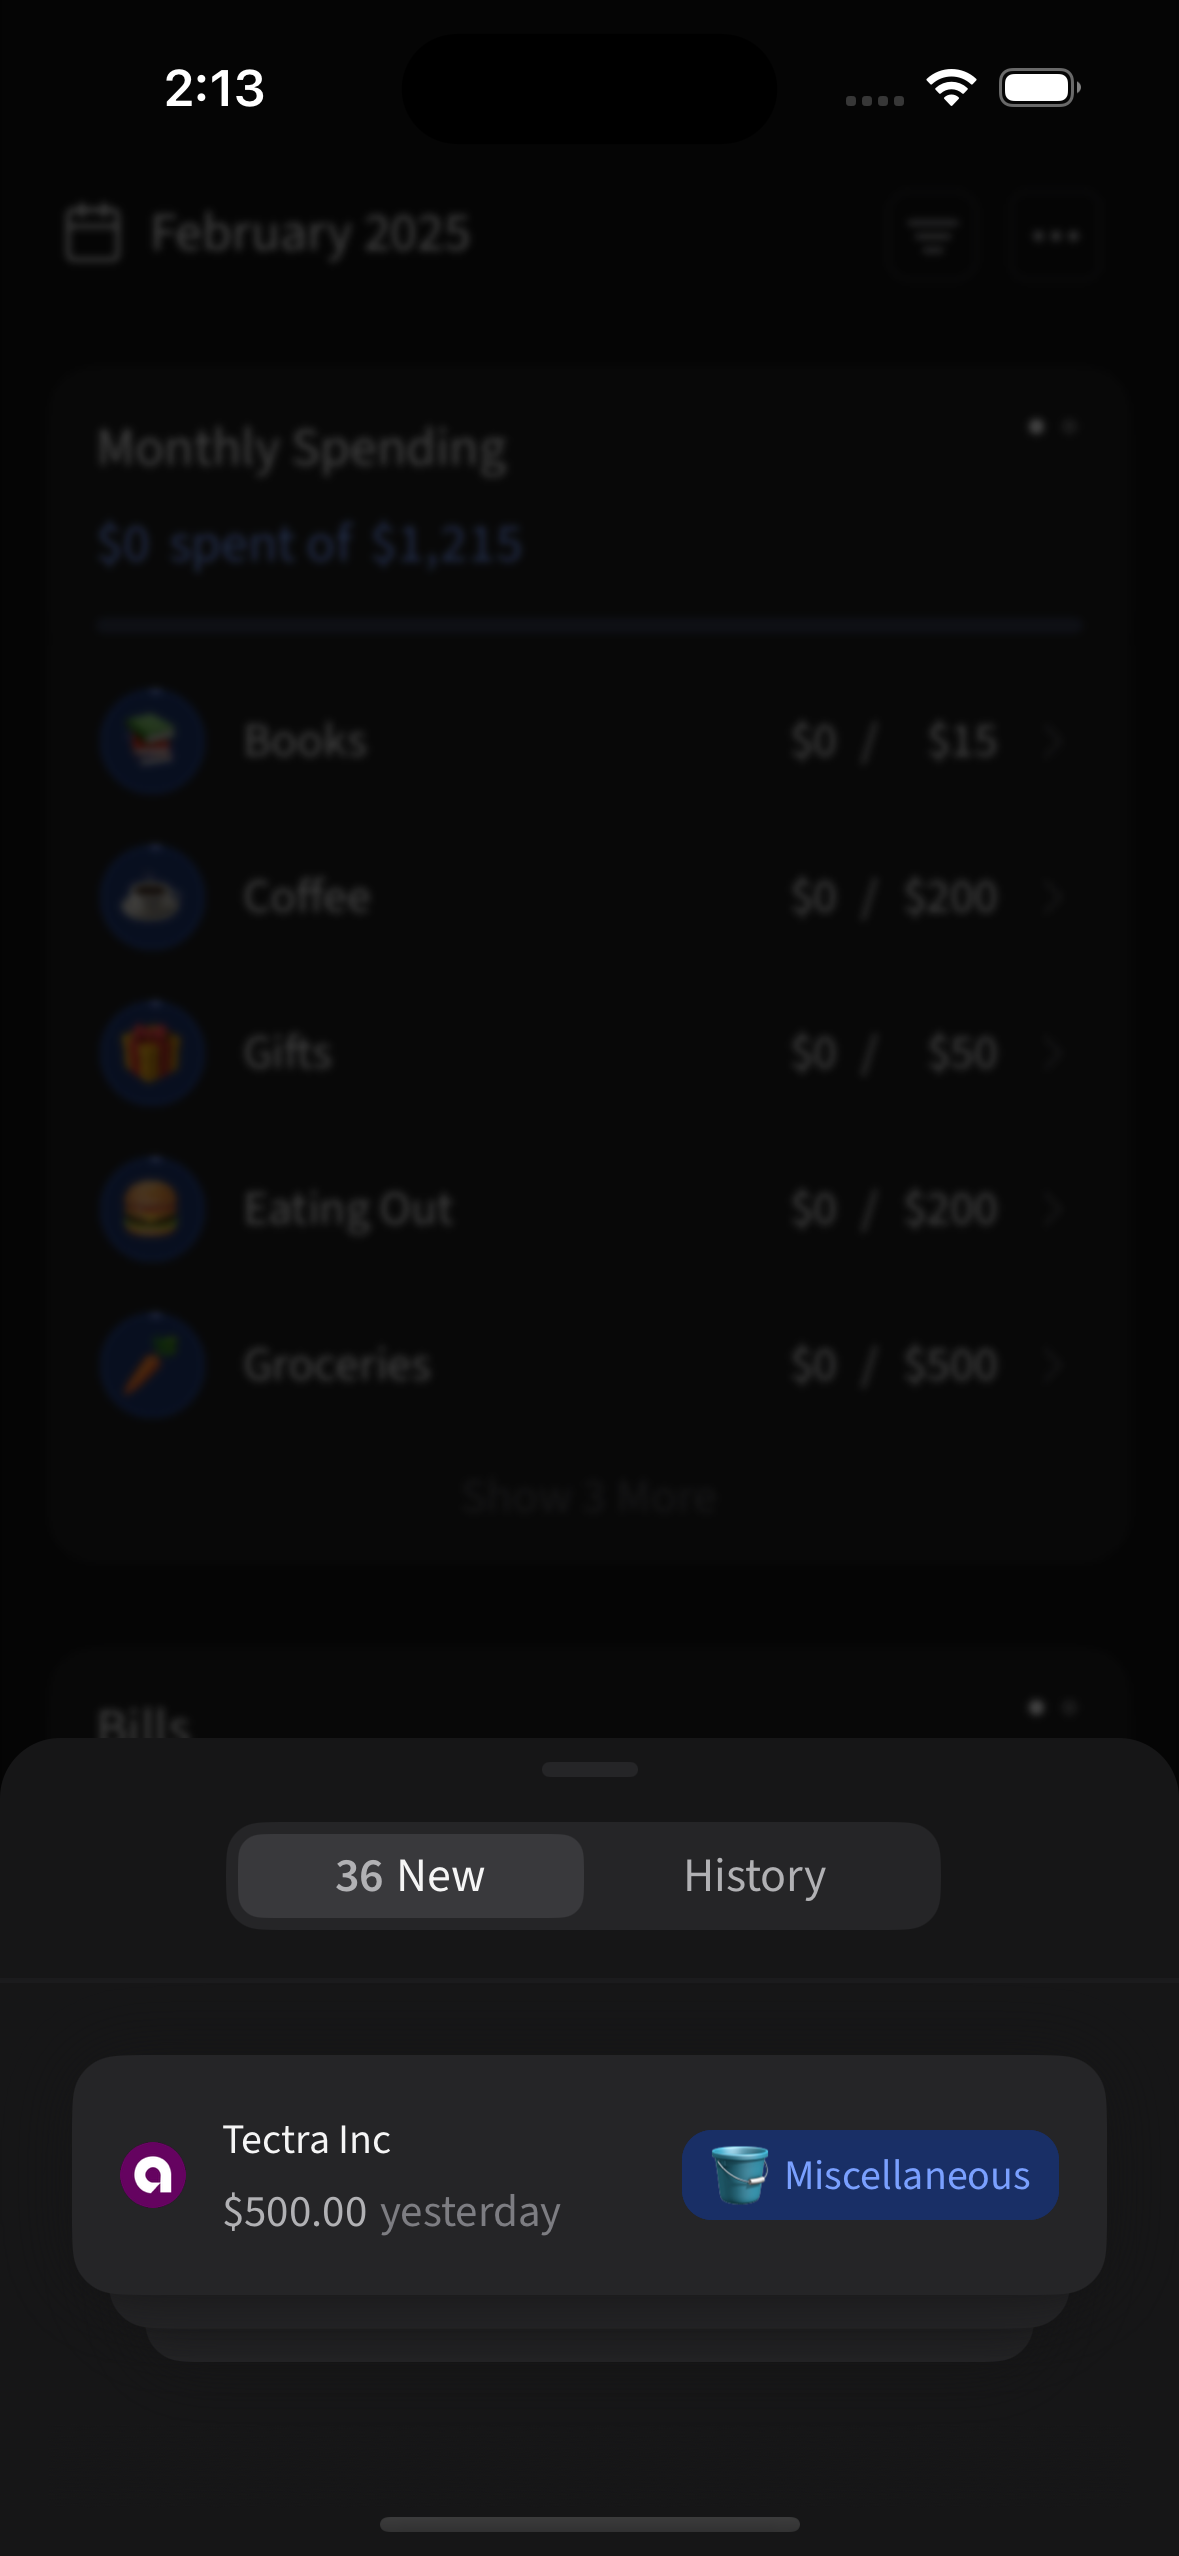 2:13
February 2025
Monthly Spending
$0 spent of $1,215
Books $0 / $15
Coffee $0 / $200
Gifts $0 / $50
Eating Out $0 / $200
Groceries $0 / $500
Show 3 More
Bills
36 New History
Tectra Inc
$500.00 yesterday
Miscellaneous